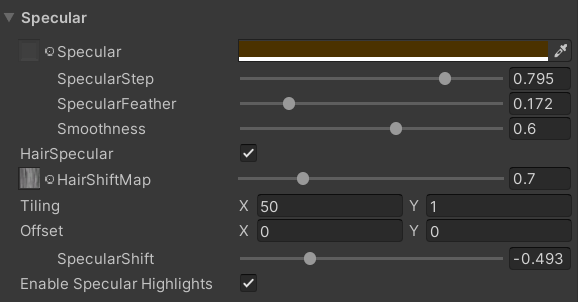 Specular
Specular
SpecularStep 0.795
SpecularFeather 0.172
Smoothness 0.6
HairSpecular
HairShiftMap 0.7
Tiling X 50 Y 1
Offset X 0 Y 0
SpecularShift -0.493
Enable Specular Highlights